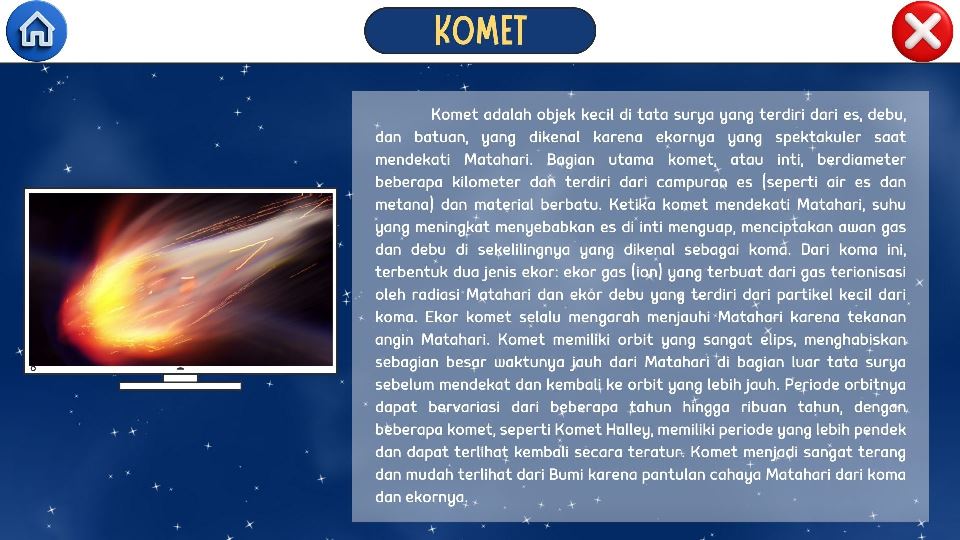 KOMET
Komet adalah objek kecil di tata surya yang terdiri dari es, debu,
dan batuan, yang dikenal karena ekornya yang spektakuler saat
mendekati Matahari. Bagian utama komet, atau inti, berdiameter
beberapa kilometer dan terdiri dari campuran es (seperti air es dan
metana) dan material berbatu. Ketika komet mendekati Matahari, suhu
yang meningkat menyebabkan es di inti menguap, menciptakan awan gas
dan debu di sekelilingnya yang dikenal sebagai koma. Dari koma ini,
terbentuk dua jenis ekor: ekor gas (ion) yang terbuat dari gas terionisasi
oleh radiasi Matahari dan ekor debu yang terdiri dari partikel kecil dari
koma. Ekor komet selalu mengarah menjauhi Matahari karena tekanan
angin Matahari. Komet memiliki orbit yang sangat elips, menghabiskan
sebagian besar waktunya jauh dari Matahari di bagian luar tata surya
sebelum mendekat dan kembali ke orbit yang lebih jauh. Periode orbitnya
dapat bervariasi dari beberapa tahun hingga ribuan tahun, dengan
beberapa komet, seperti Komet Halley, memiliki periode yang lebih pendek
dan dapat terlihat kembali secara teratur. Komet menjadi sangat terang
dan mudah terlihat dari Bumi karena pantulan cahaya Matahari dari koma
dan ekornya.